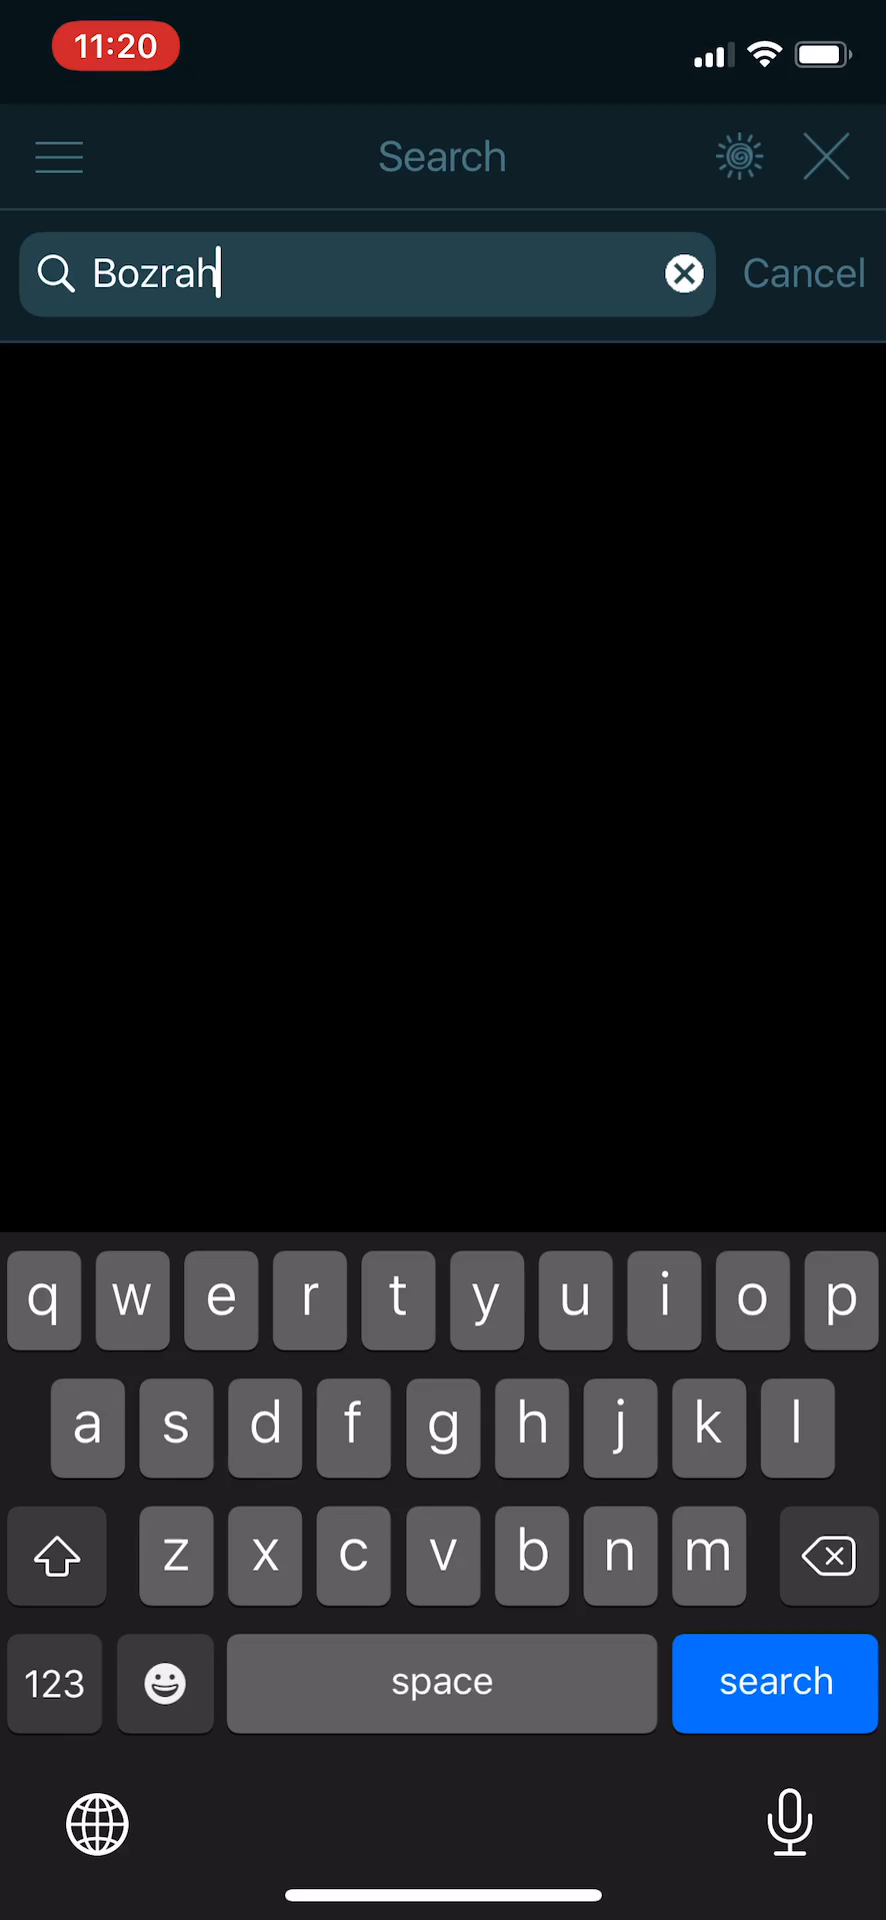 11:20
Search
Bozrah Cancel
q w e r t y u i o p
a s d f g h j k l
z x c v b n m
123 space search